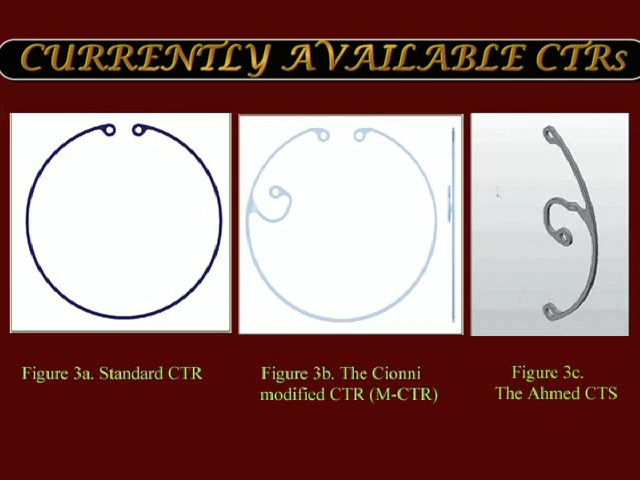 CURRENTLY AVAILABLE CTRs
Figure 3a. Standard CTR
Figure 3b. The Cionni
modified CTR (M-CTR)
Figure 3c.
The Ahmed CTS